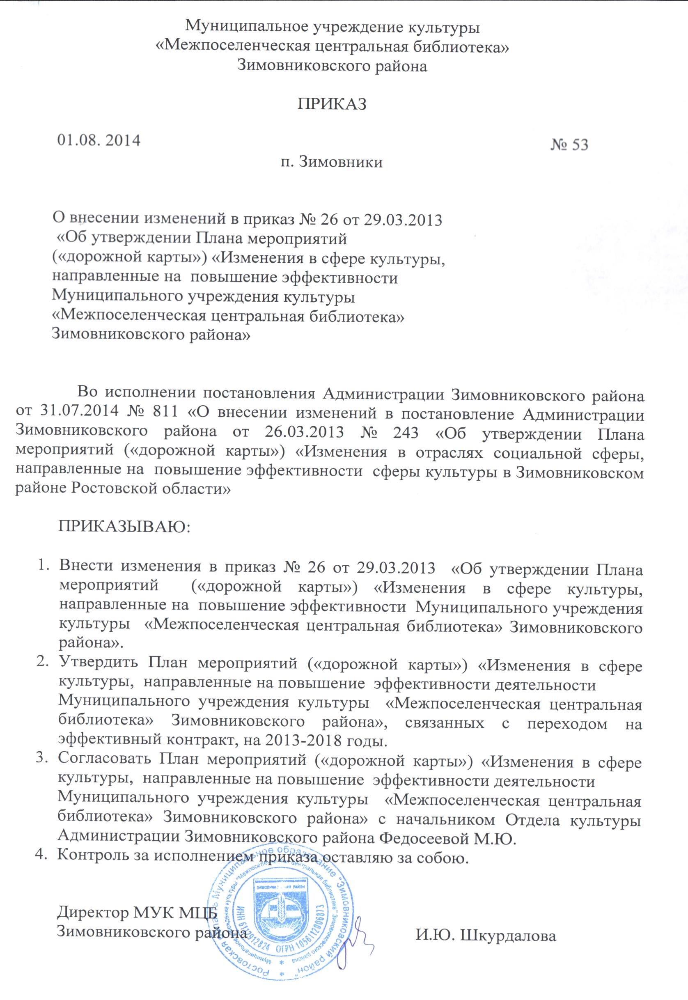 Муниципальное учреждение культуры
«Межпоселенческая центральная библиотека»
Зимовниковского района
ПРИКАЗ
01.08. 2014
№ 53
п. Зимовники
О внесении изменений в приказ № 26 от 29.03.2013
«Об утверждении Плана мероприятий
(«дорожной карты») «Изменения в сфере культуры,
направленные на повышение эффективности
Муниципального учреждения культуры
«Межпоселенческая центральная библиотека»
Зимовниковского района»
Во исполнении постановления Администрации Зимовниковского района
от 31.07.2014 № 811 «О внесении изменений в постановление Администрации
Зимовниковского района от 26.03.2013 № 243 «Об утверждении Плана
мероприятий («дорожной карты») «Изменения в отраслях социальной сферы,
направленные на повышение эффективности сферы культуры в Зимовниковском
районе Ростовской области»
ПРИКАЗЫВАЮ:
1. Внести изменения в приказ № 26 от 29.03.2013 «Об утверждении Плана
мероприятий («дорожной карты») «Изменения в сфере культуры,
направленные на повышение эффективности Муниципального учреждения
культуры «Межпоселенческая центральная библиотека» Зимовниковского
района».
2. Утвердить План мероприятий («дорожной карты») «Изменения в сфере
культуры, направленные на повышение эффективности деятельности
Муниципального учреждения культуры «Межпоселенческая центральная
библиотека» Зимовниковского района», связанных с переходом на
эффективный контракт, на 2013-2018 годы.
3. Согласовать План мероприятий («дорожной карты») «Изменения в сфере
культуры, направленные на повышение эффективности деятельности
Муниципального учреждения культуры «Межпоселенческая центральная
библиотека» Зимовниковского района» с начальником Отдела культуры
Администрации Зимовниковского района Федосеевой М.Ю.
4. Контроль за исполнением приказа оставляю за собою.
Директор МУК МЦБ
Зимовниковского района
И.Ю. Шкурдалова
Ростовская область Муниципальное образование "Зимовниковский район"
Муниципальное учреждение культуры "Межпоселенческая центральная библиотека" Зимовниковского района
ОГРН 1056112006873
РАЙОН